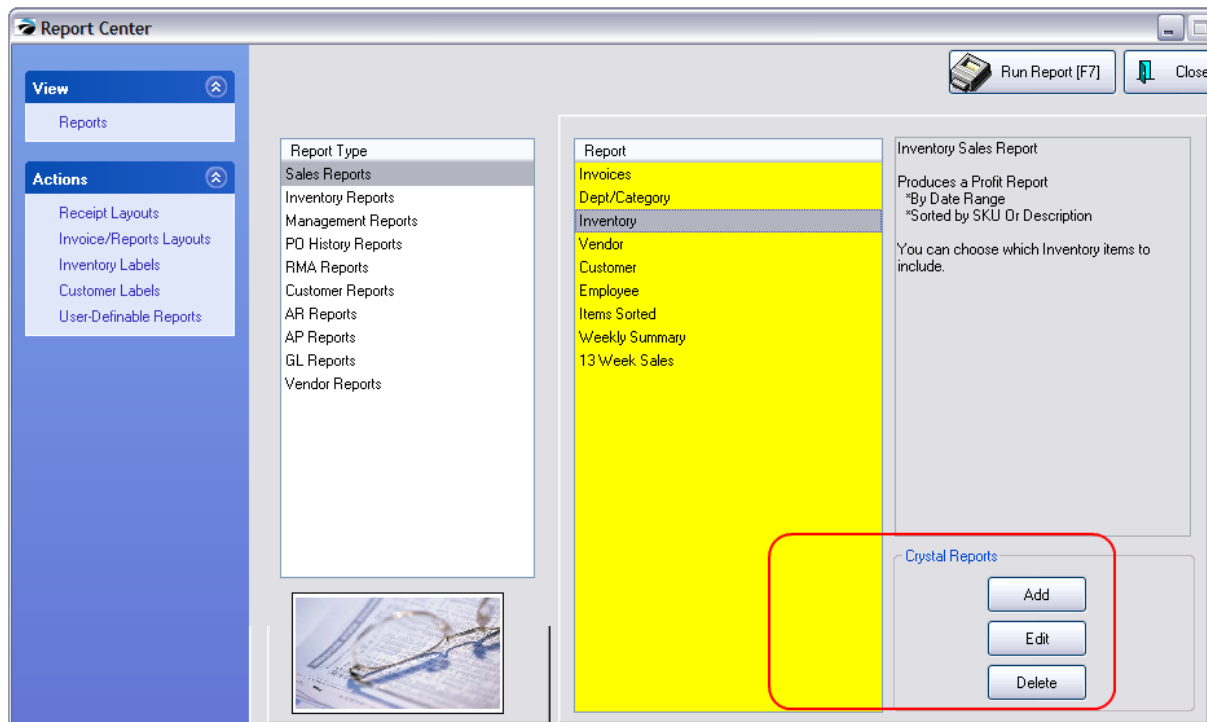 Report Center
Run Report [F7]
Close
View
Reports
Actions
Receipt Layouts
Invoice/Reports Layouts
Inventory Labels
Customer Labels
User-Definable Reports
Report Type
Sales Reports
Inventory Reports
Management Reports
PO History Reports
RMA Reports
Customer Reports
AR Reports
AP Reports
GL Reports
Vendor Reports
Report
Invoices
Dept/Category
Inventory
Vendor
Customer
Employee
Items Sorted
Weekly Summary
13 Week Sales
Inventory Sales Report
Produces a Profit Report
*By Date Range
*Sorted by SKU Or Description
You can choose which Inventory items to
include.
Crystal Reports
Add
Edit
Delete